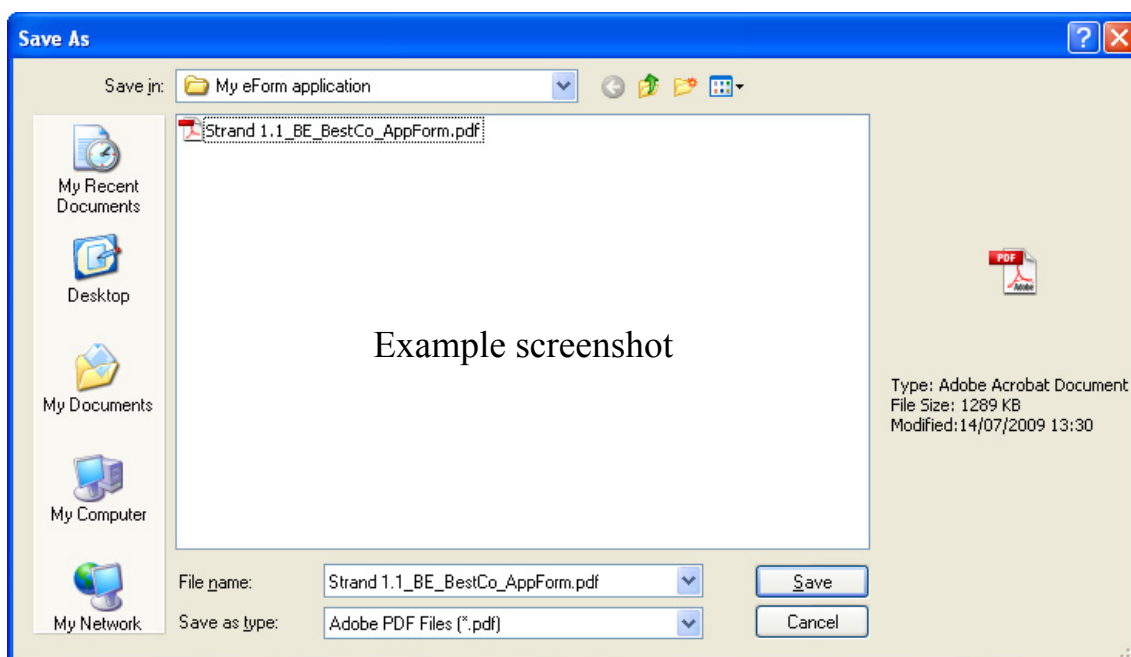 Save As
Save in:
My eForm application
Strand 1.1_BE_BestCo_AppForm.pdf
My Recent
Documents
Desktop
My Documents
My Computer
My Network
Example screenshot
PDF
Adobe
Type: Adobe Acrobat Document
File Size: 1289 KB
Modified:14/07/2009 13:30
File name:
Strand 1.1_BE_BestCo_AppForm.pdf
Save
Save as type:
Adobe PDF Files (*.pdf)
Cancel